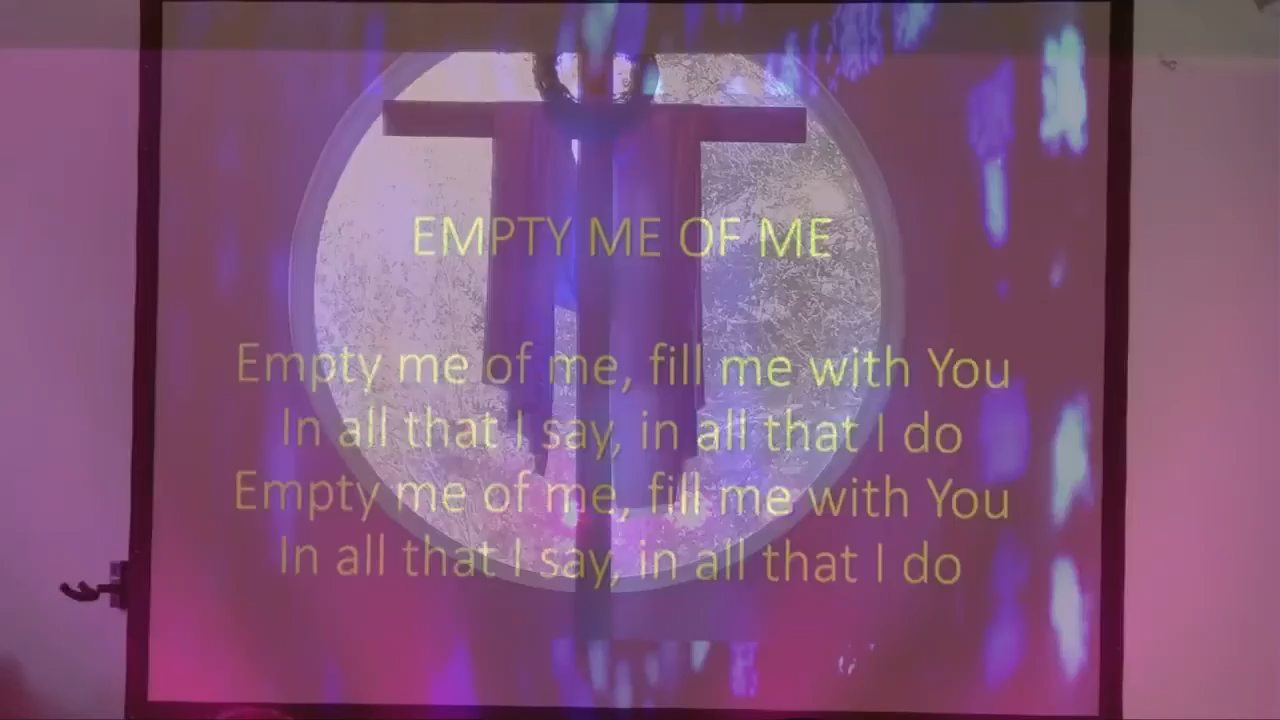 EMPTY ME OF ME
Empty me of me, fill me with You
In all that I say, in all that I do
Empty me of me, fill me with You
In all that I say, in all that I do